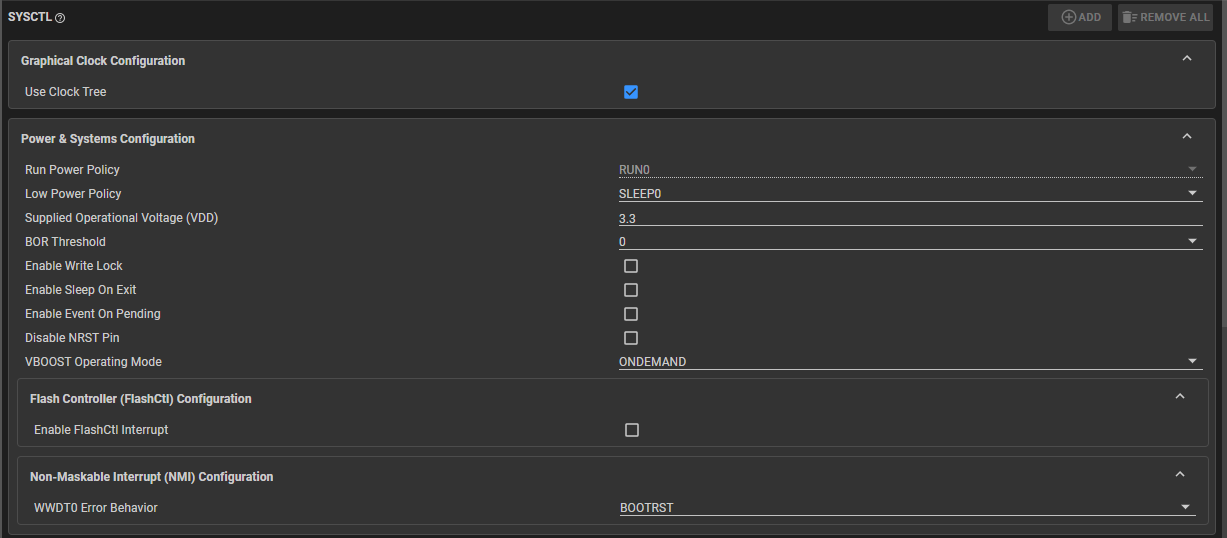 SYSCTL
ADD REMOVE ALL
Graphical Clock Configuration
Use Clock Tree
Power & Systems Configuration
Run Power Policy RUN0
Low Power Policy SLEEP0
Supplied Operational Voltage (VDD) 3.3
BOR Threshold 0
Enable Write Lock
Enable Sleep On Exit
Enable Event On Pending
Disable NRST Pin
VBOOST Operating Mode ONDEMAND
Flash Controller (FlashCtl) Configuration
Enable FlashCtl Interrupt
Non-Maskable Interrupt (NMI) Configuration
WWDT0 Error Behavior BOOTRST